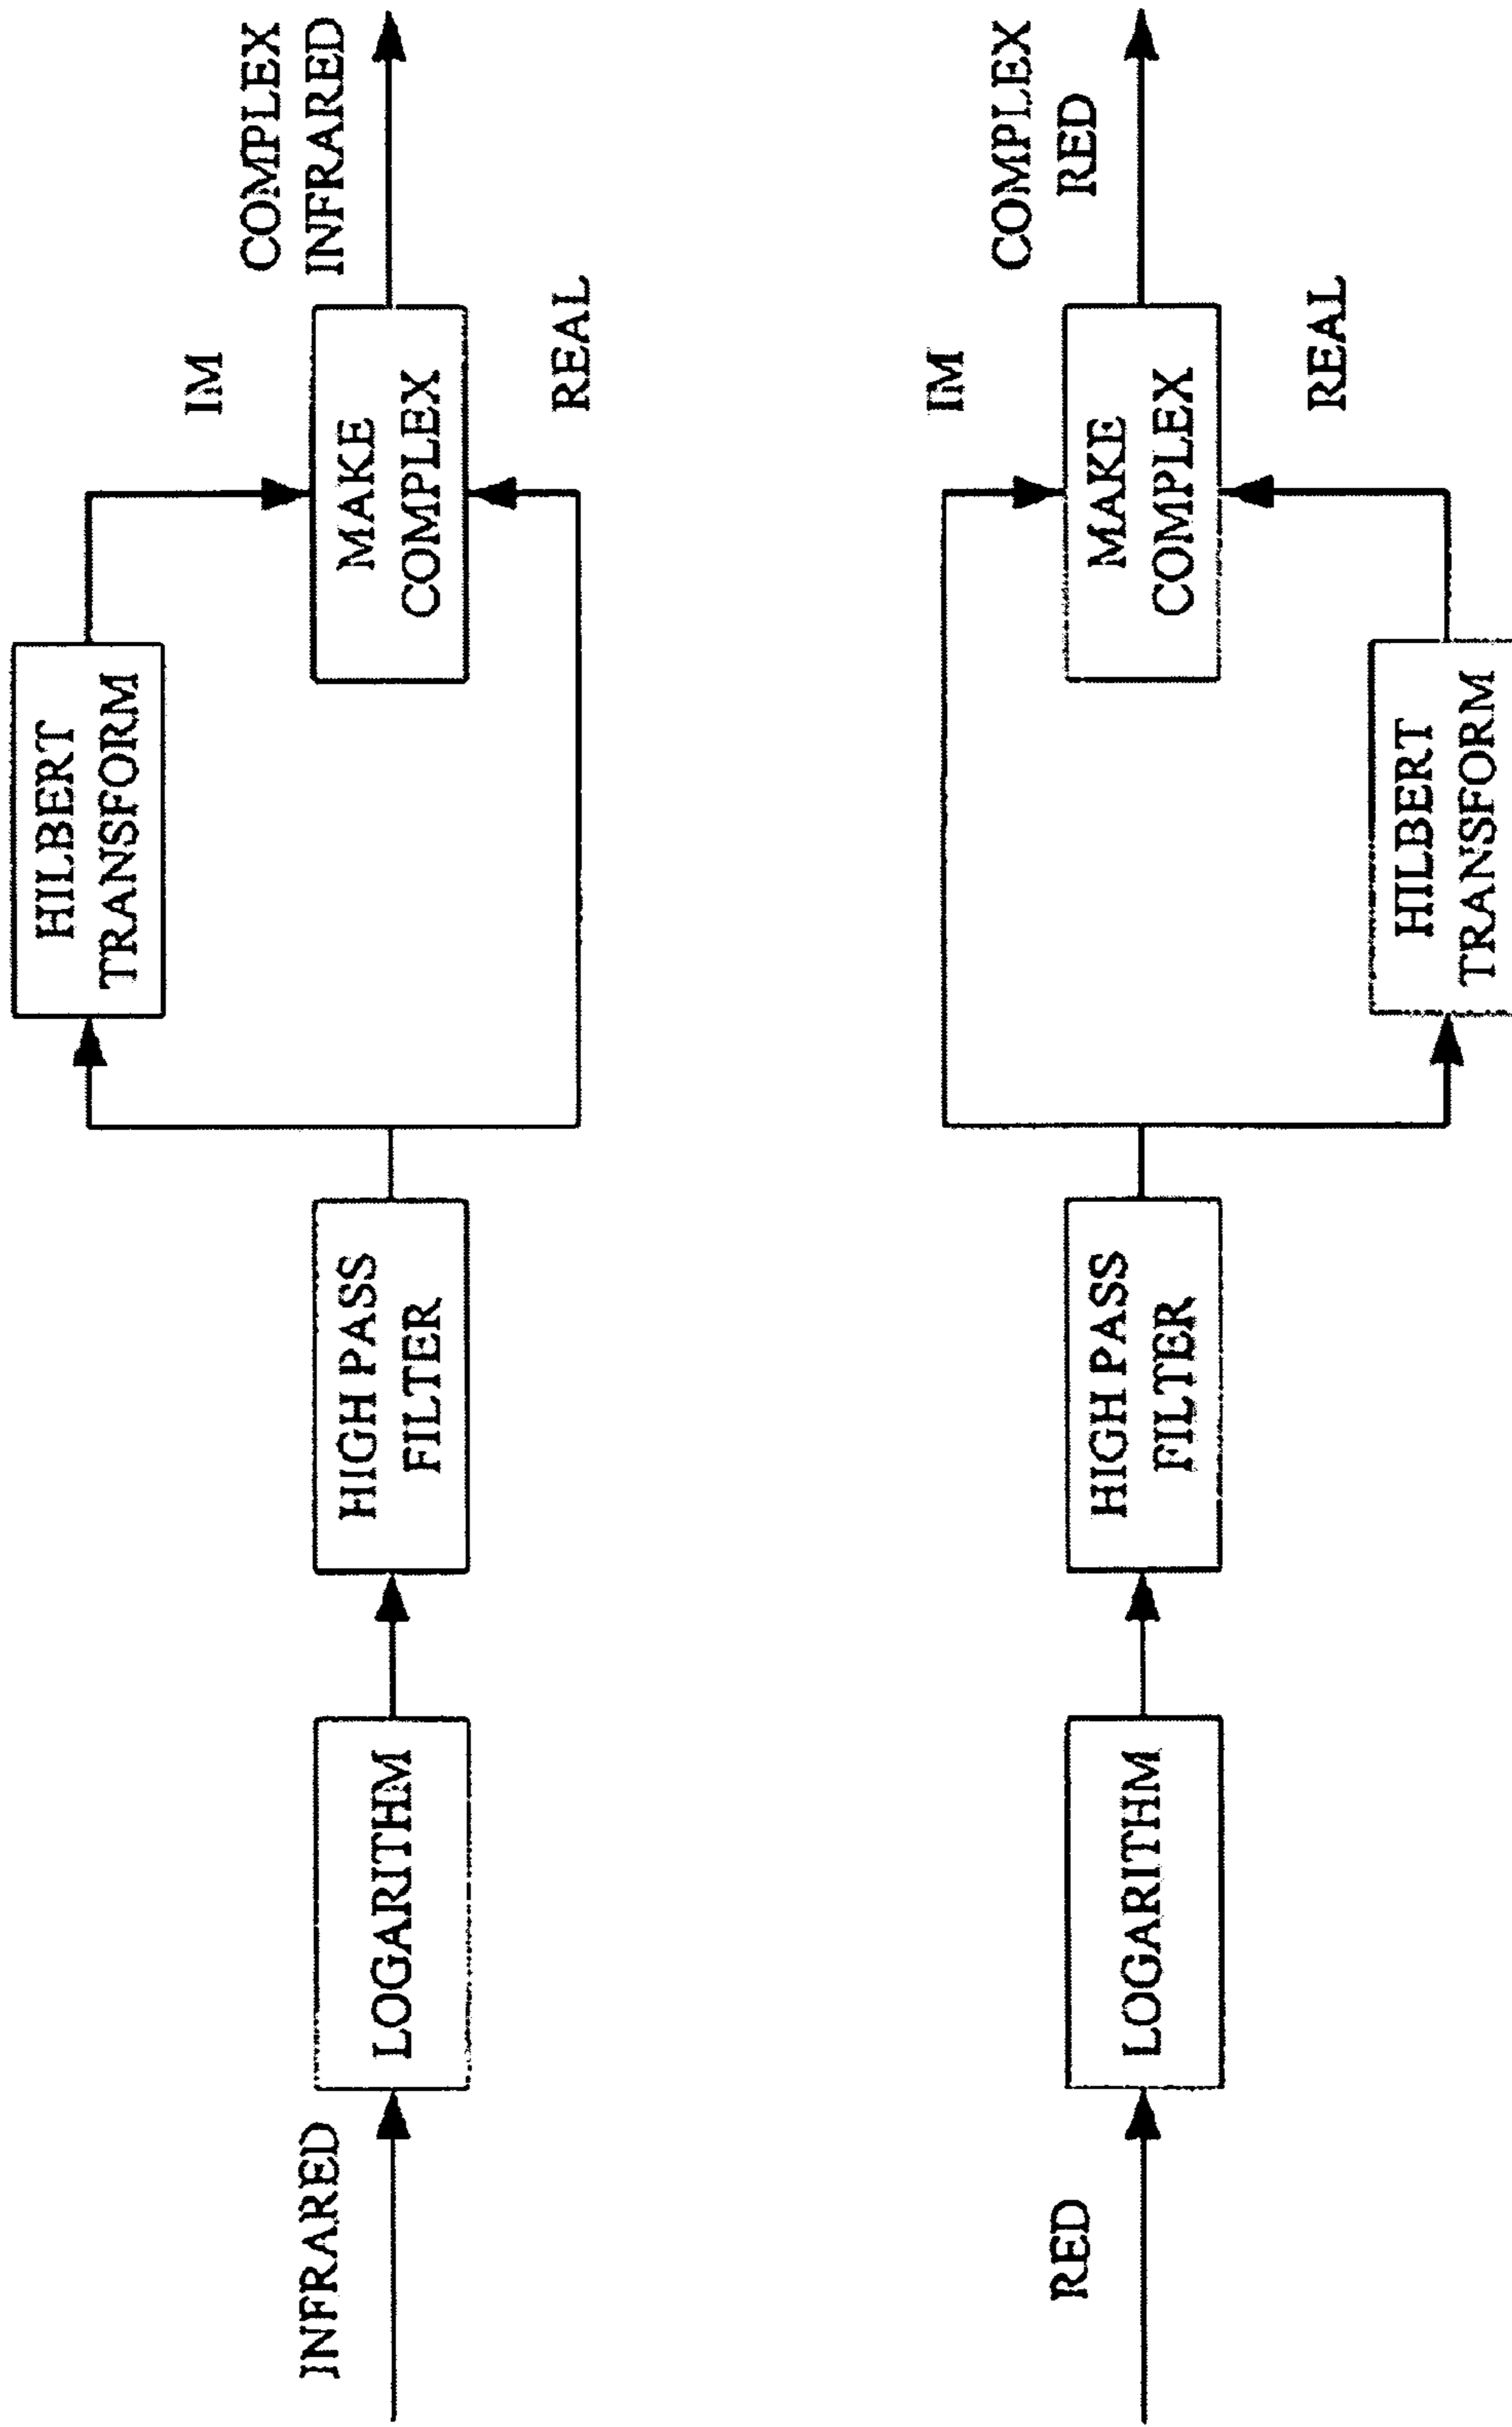 INFRARED
LOGARITHM
HIGH PASS
FILTER
HILBERT
TRANSFORM
IM
MAKE
COMPLEX
REAL
COMPLEX
INFRARED
RED
LOGARITHM
HIGH PASS
FILTER
HILBERT
TRANSFORM
IM
MAKE
COMPLEX
REAL
COMPLEX
RED